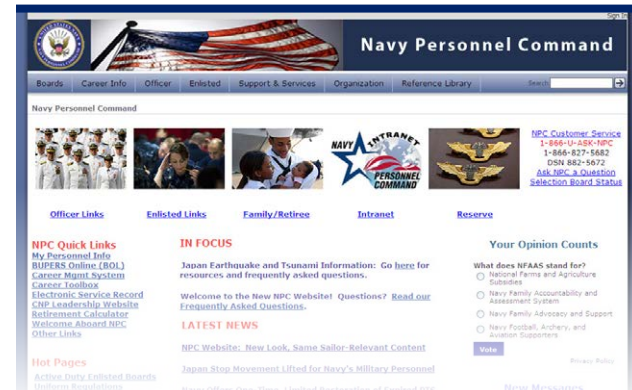 Sign In
Navy Personnel Command
Boards Career Info Officer Enlisted Support & Services Organization Reference Library Search:
Navy Personnel Command
NAVY INTRANET
PERSONNEL
COMMAND
NPC Customer Service
1-866-U-ASK-NPC
1-866-827-5682
DSN 882-5672
Ask NPC a Question
Selection Board Status
Officer Links Enlisted Links Family/Retiree Intranet Reserve
NPC Quick Links
My Personnel Info
BUPERS Online (BOL)
Career Mgmt System
Career Toolbox
Electronic Service Record
CNP Leadership Website
Retirement Calculator
Welcome Aboard NPC
Other Links
Hot Pages
Active Duty Enlisted Boards
Uniform Regulations
IN FOCUS
Japan Earthquake and Tsunami Information: Go here for
resources and frequently asked questions.
Welcome to the New NPC Website! Questions? Read our
Frequently Asked Questions.
LATEST NEWS
NPC Website: New Look, Same Sailor-Relevant Content
Japan Stop Movement Lifted for Navy's Military Personnel
Your Opinion Counts
What does NFAAS stand for?
National Farms and Agriculture
Subsidies
Navy Family Accountability and
Assessment System
Navy Family Advocacy and Support
Navy Football, Archery, and
Aviation Supporters
Vote
Privacy Policy
New Messages